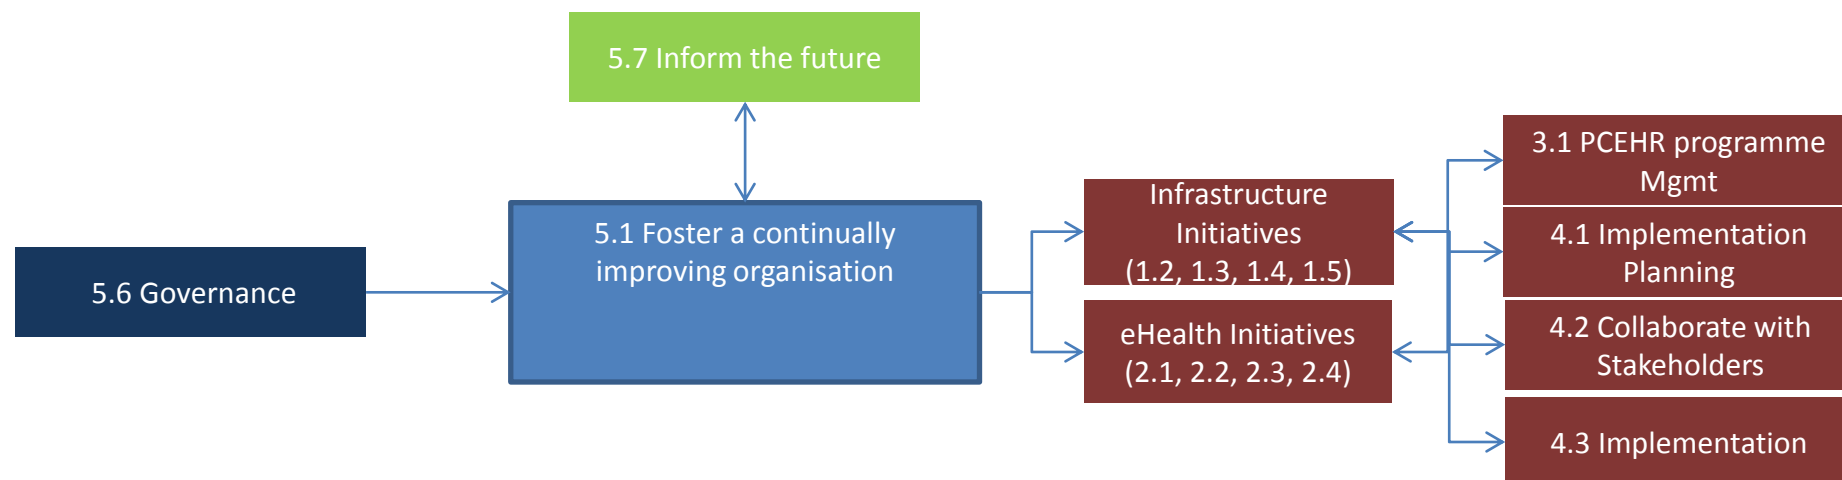 5.7 Inform the future
5.6 Governance
5.1 Foster a continually
improving organisation
Infrastructure
Initiatives
(1.2, 1.3, 1.4, 1.5)
eHealth Initiatives
(2.1, 2.2, 2.3, 2.4)
3.1 PCEHR programme
Mgmt
4.1 Implementation
Planning
4.2 Collaborate with
Stakeholders
4.3 Implementation